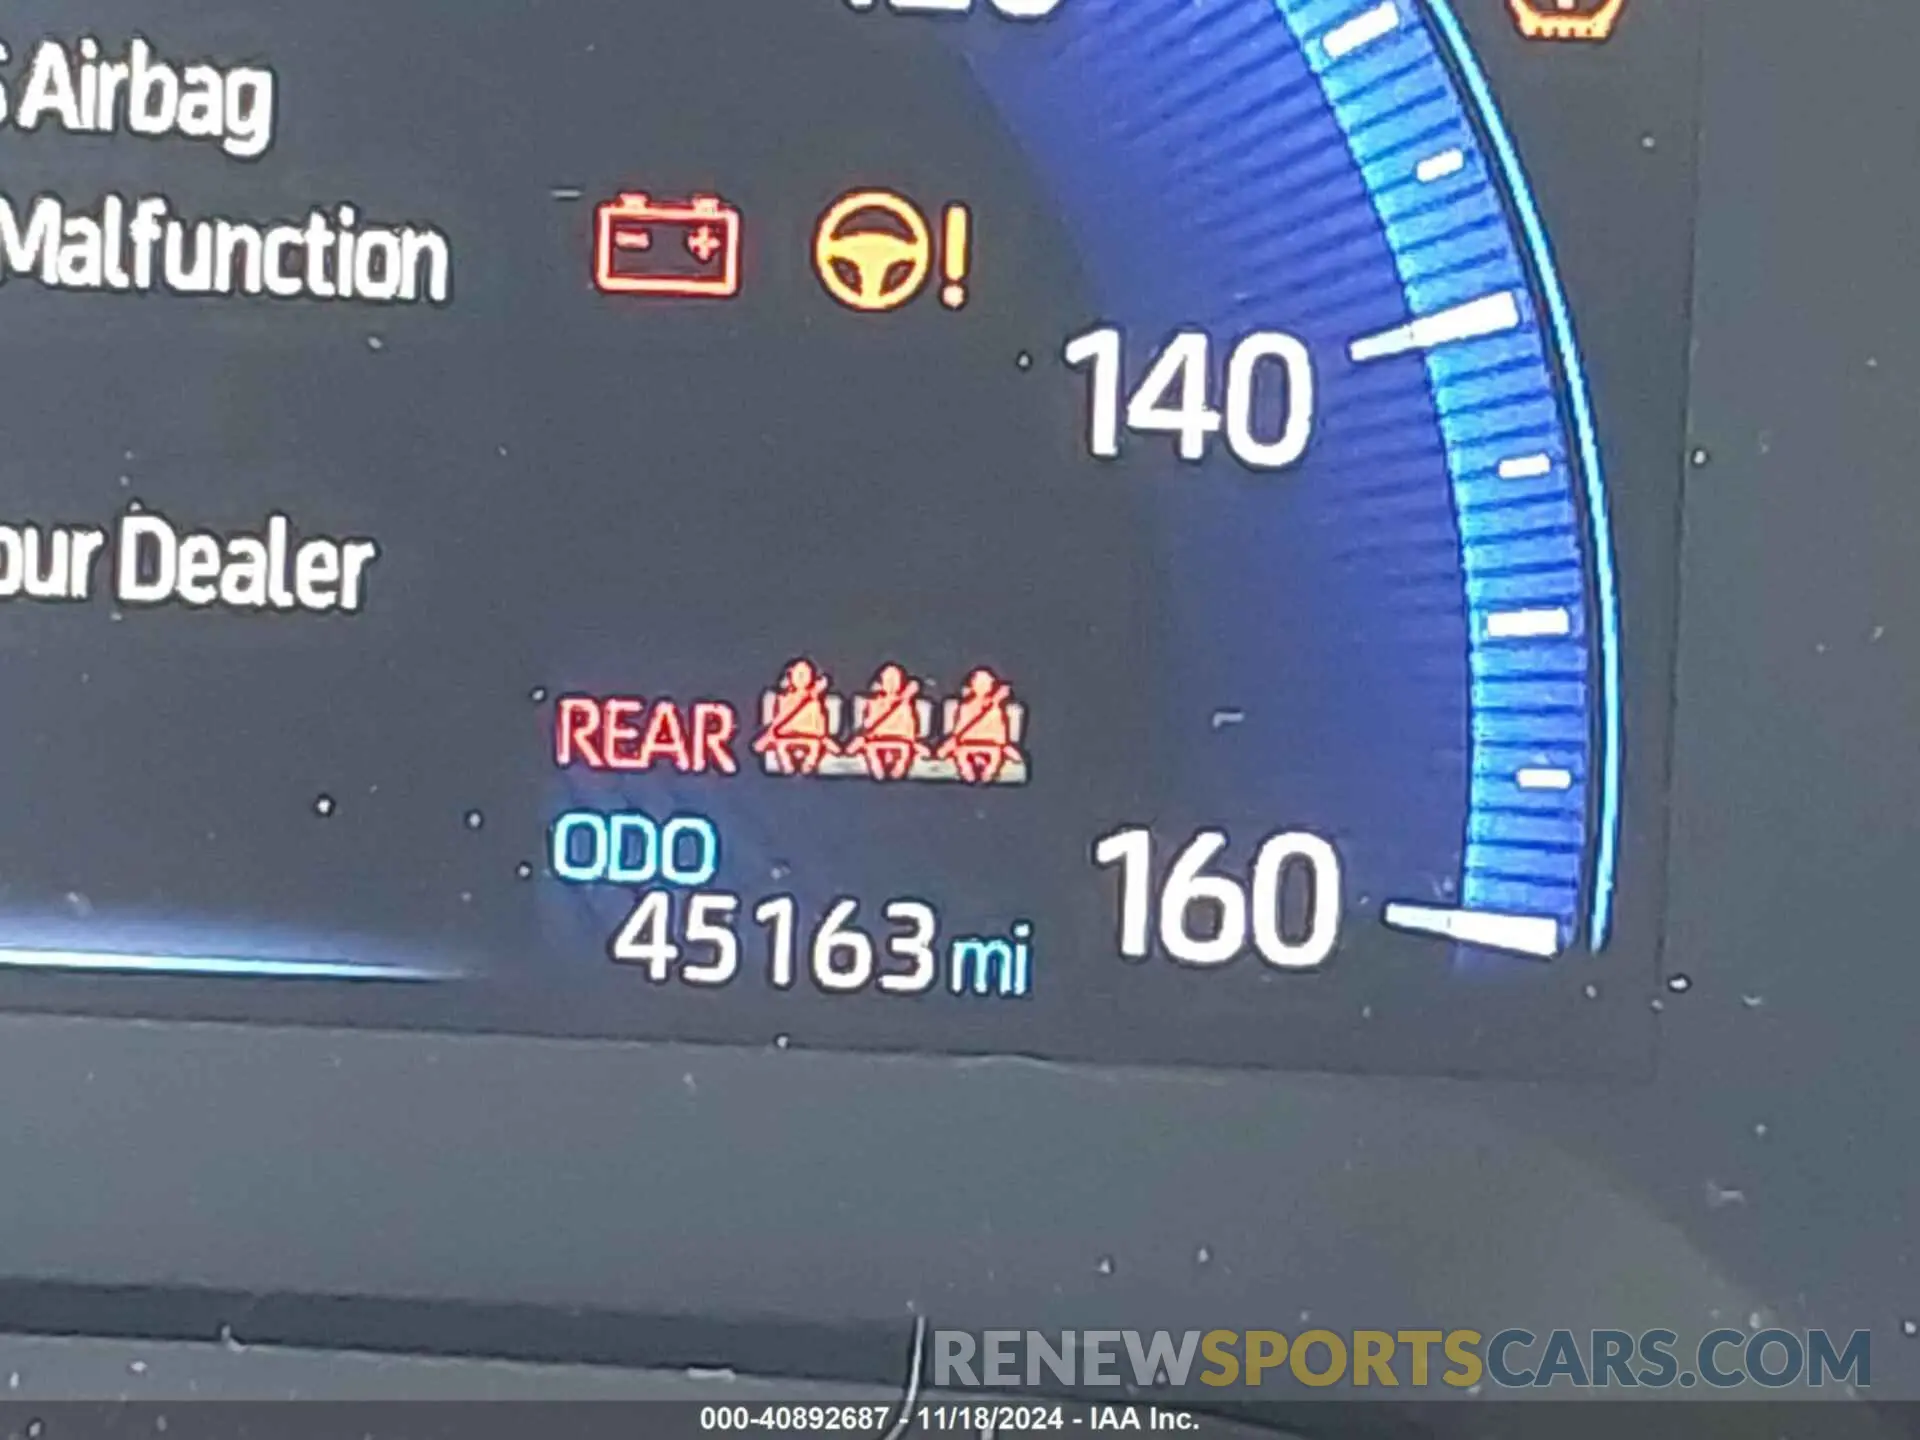 Airbag
Malfunction
140
our Dealer
REAR
ODO
45163 mi
160
RENEWSPORTSCARS.COM
000-40892687 - 11/18/2024 - IAA Inc.